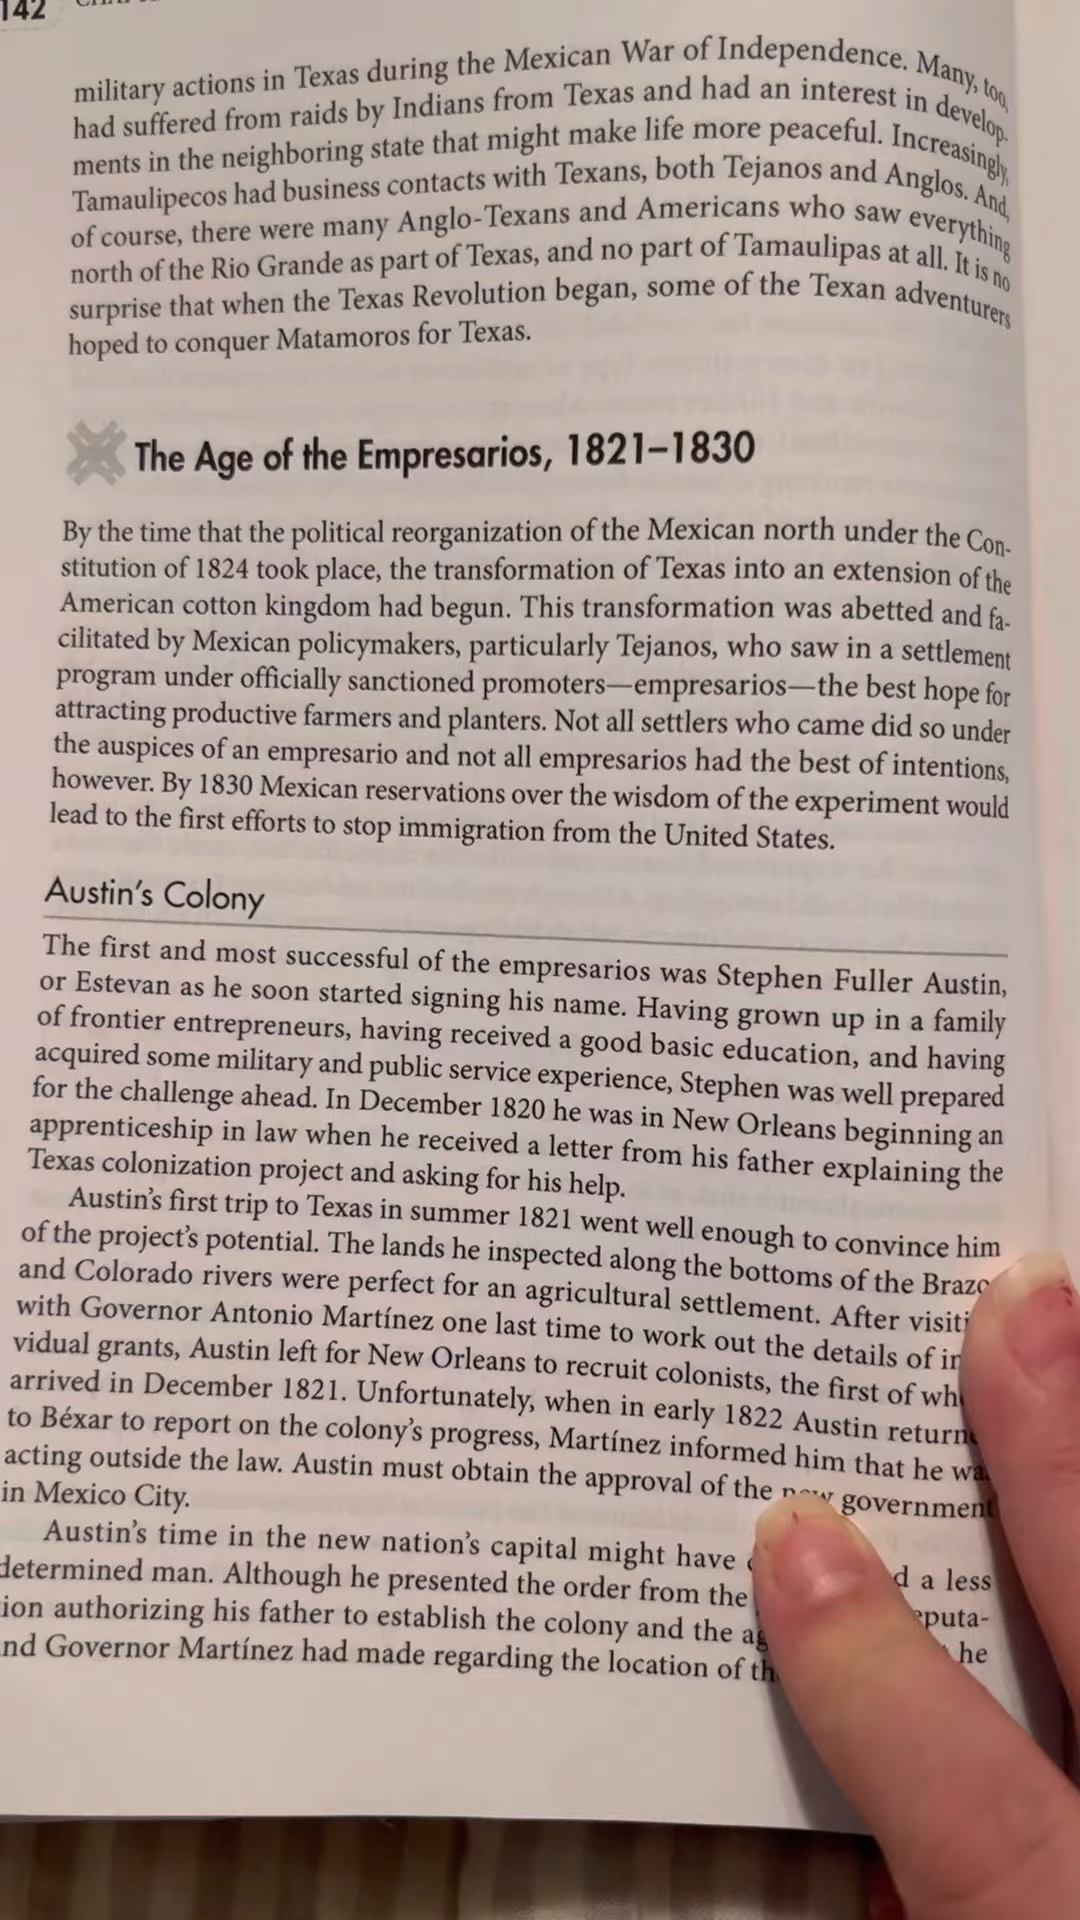 142
military actions in Texas during the Mexican War of Independence. Many, too,
had suffered from raids by Indians from Texas and had an interest in develop-
ments in the neighboring state that might make life more peaceful. Increasingly,
Tamaulipecos had business contacts with Texans, both Tejanos and Anglos. And,
of course, there were many Anglo-Texans and Americans who saw everything
north of the Rio Grande as part of Texas, and no part of Tamaulipas at all. It is no
surprise that when the Texas Revolution began, some of the Texan adventurers
hoped to conquer Matamoros for Texas.
The Age of the Empresarios, 1821–1830
By the time that the political reorganization of the Mexican north under the Con-
stitution of 1824 took place, the transformation of Texas into an extension of the
American cotton kingdom had begun. This transformation was abetted and fa-
cilitated by Mexican policymakers, particularly Tejanos, who saw in a settlement
program under officially sanctioned promoters—empresarios—the best hope for
attracting productive farmers and planters. Not all settlers who came did so under
the auspices of an empresario and not all empresarios had the best of intentions,
however. By 1830 Mexican reservations over the wisdom of the experiment would
lead to the first efforts to stop immigration from the United States.
Austin's Colony
The first and most successful of the empresarios was Stephen Fuller Austin,
or Estevan as he soon started signing his name. Having grown up in a family
of frontier entrepreneurs, having received a good basic education, and having
acquired some military and public service experience, Stephen was well prepared
for the challenge ahead. In December 1820 he was in New Orleans beginning an
apprenticeship in law when he received a letter from his father explaining the
Texas colonization project and asking for his help.
Austin's first trip to Texas in summer 1821 went well enough to convince him
of the project's potential. The lands he inspected along the bottoms of the Brazo
and Colorado rivers were perfect for an agricultural settlement. After visiti
with Governor Antonio Martínez one last time to work out the details of in
vidual grants, Austin left for New Orleans to recruit colonists, the first of wh
arrived in December 1821. Unfortunately, when in early 1822 Austin return
to Béxar to report on the colony's progress, Martínez informed him that he wa
acting outside the law. Austin must obtain the approval of the new government
in Mexico City.
Austin's time in the new nation's capital might have d a less
determined man. Although he presented the order from the eputa-
ion authorizing his father to establish the colony and the ag he
nd Governor Martínez had made regarding the location of th